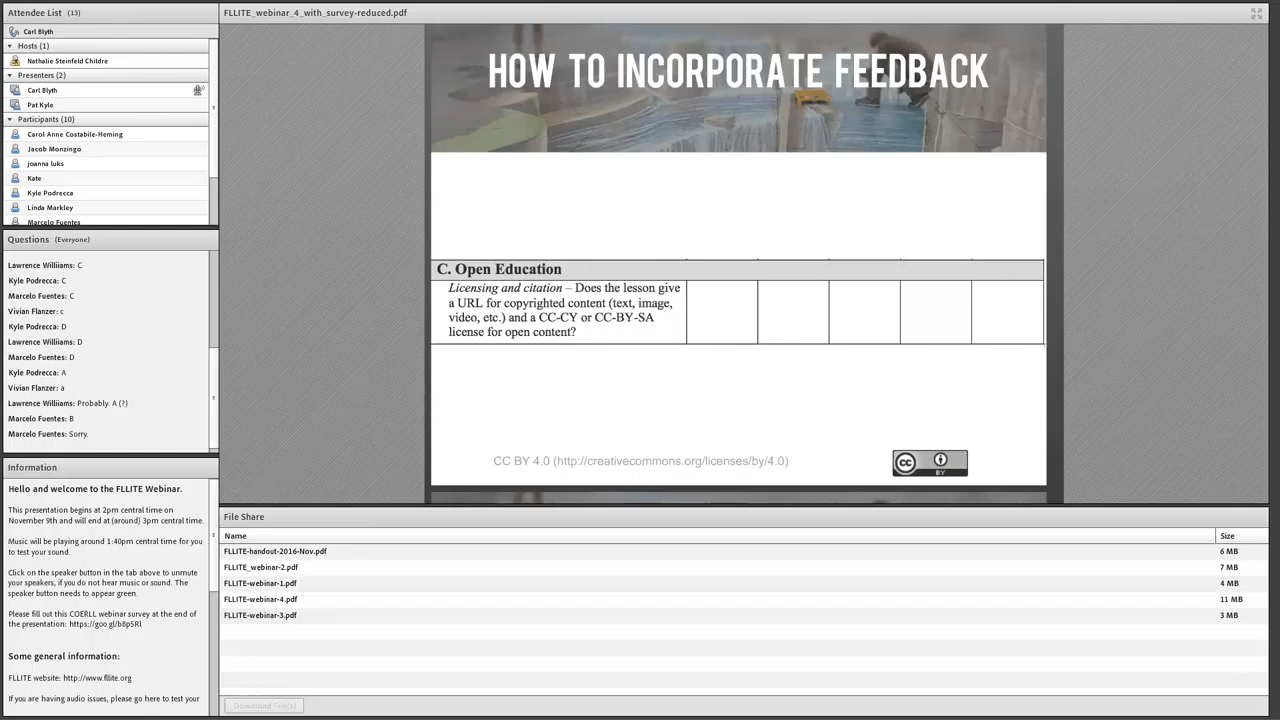 Attendee List (13)
Carl Blyth
Hosts (1)
Nathalie Steinfeld Childre
Presenters (2)
Carl Blyth
Pat Kyle
Participants (10)
Carol Anne Costabile-Heming
Jacob Monzingo
joanna luks
Kate
Kyle Podrecca
Linda Markley
Marcelo Fuentes
Questions (Everyone)
Lawrence Williiams: C
Kyle Podrecca: C
Marcelo Fuentes: C
Vivian Flanzer: c
Kyle Podrecca: D
Lawrence Williiams: D
Marcelo Fuentes: D
Kyle Podrecca: A
Vivian Flanzer: a
Lawrence Williiams: Probably. A (?)
Marcelo Fuentes: B
Marcelo Fuentes: Sorry.
Information
Hello and welcome to the FLLITE Webinar.
This presentation begins at 2pm central time on
November 9th and will end at (around) 3pm central time.
Music will be playing around 1:40pm central time for you
to test your sound.
Click on the speaker button in the tab above to unmute
your speakers, if you do not hear music or sound. The
speaker button needs to appear green.
Please fill out this COERLL webinar survey at the end of
the presentation: https://goo.gl/b8pSRl
Some general information:
FLLITE website: http://www.fllite.org
If you are having audio issues, please go here to test your
FLLITE_webinar_4_with_survey-reduced.pdf
HOW TO INCORPORATE FEEDBACK
C. Open Education
Licensing and citation – Does the lesson give
a URL for copyrighted content (text, image,
video, etc.) and a CC-CY or CC-BY-SA
license for open content?
CC BY 4.0 (http://creativecommons.org/licenses/by/4.0)
cc
BY
File Share
Name Size
FLLITE-handout-2016-Nov.pdf 6 MB
FLLITE_webinar-2.pdf 7 MB
FLLITE-webinar-1.pdf 4 MB
FLLITE-webinar-4.pdf 11 MB
FLLITE-webinar-3.pdf 3 MB
Download File(s)